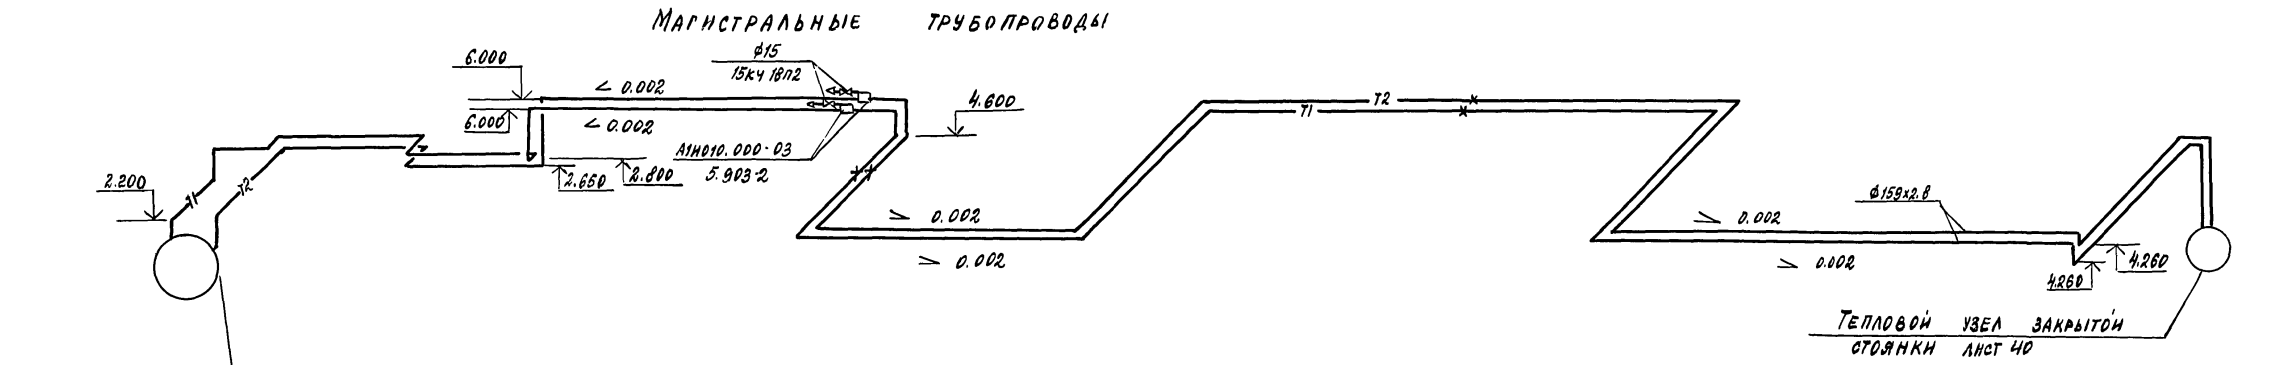 Магистральные трубопроводы
6.000
< 0.002
ф15
15кч 18п2
4.600
6.000
< 0.002
Т2
Т1
А1И010.000-03
5.903-2
2.800
2.650
2.200
Т1
Т2
> 0.002
> 0.002
ф159х2.8
> 0.002
> 0.002
4.260
4.260
Тепловой узел закрытой
стоянки лист 40